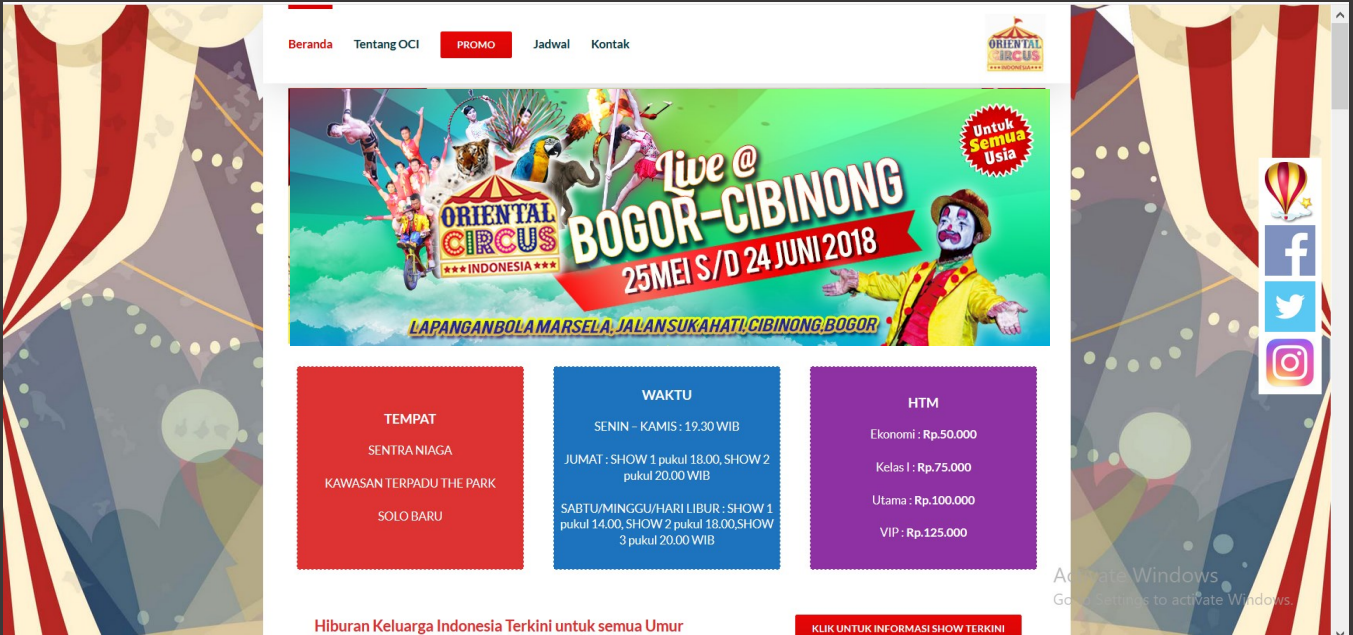 Beranda
Tentang OCI
PROMO
Jadwal
Kontak
ORIENTAL
CIRCUS
INDONESIA
Untuk
Semua
Usia
Live @
BOGOR-CIBINONG
25 MEI S/D 24 JUNI 2018
ORIENTAL
CIRCUS
★★★INDONESIA★★★
LAPANGAN BOLA MARSELA, JALAN SUKAHATI, CIBINONG, BOGOR
TEMPAT
SENTRA NIAGA
KAWASAN TERPADU THE PARK
SOLO BARU
WAKTU
SENIN – KAMIS : 19.30 WIB
JUMAT : SHOW 1 pukul 18.00, SHOW 2
pukul 20.00 WIB
SABTU/MINGGU/HARI LIBUR : SHOW 1
pukul 14.00, SHOW 2 pukul 18.00,SHOW
3 pukul 20.00 WIB
HTM
Ekonomi : Rp.50.000
Kelas I : Rp.75.000
Utama : Rp.100.000
VIP : Rp.125.000
Activate Windows
Go to Settings to activate Windows.
Hiburan Keluarga Indonesia Terkini untuk semua Umur
KLIK UNTUK INFORMASI SHOW TERKINI